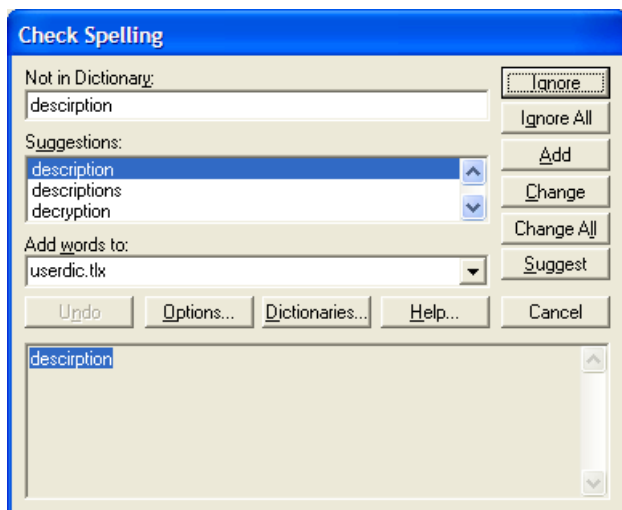 Check Spelling
Not in Dictionary:
descirption
Suggestions:
description
descriptions
decryption
Add words to:
userdic.tlx
Ignore
Ignore All
Add
Change
Change All
Suggest
Undo
Options...
Dictionaries...
Help...
Cancel
descirption